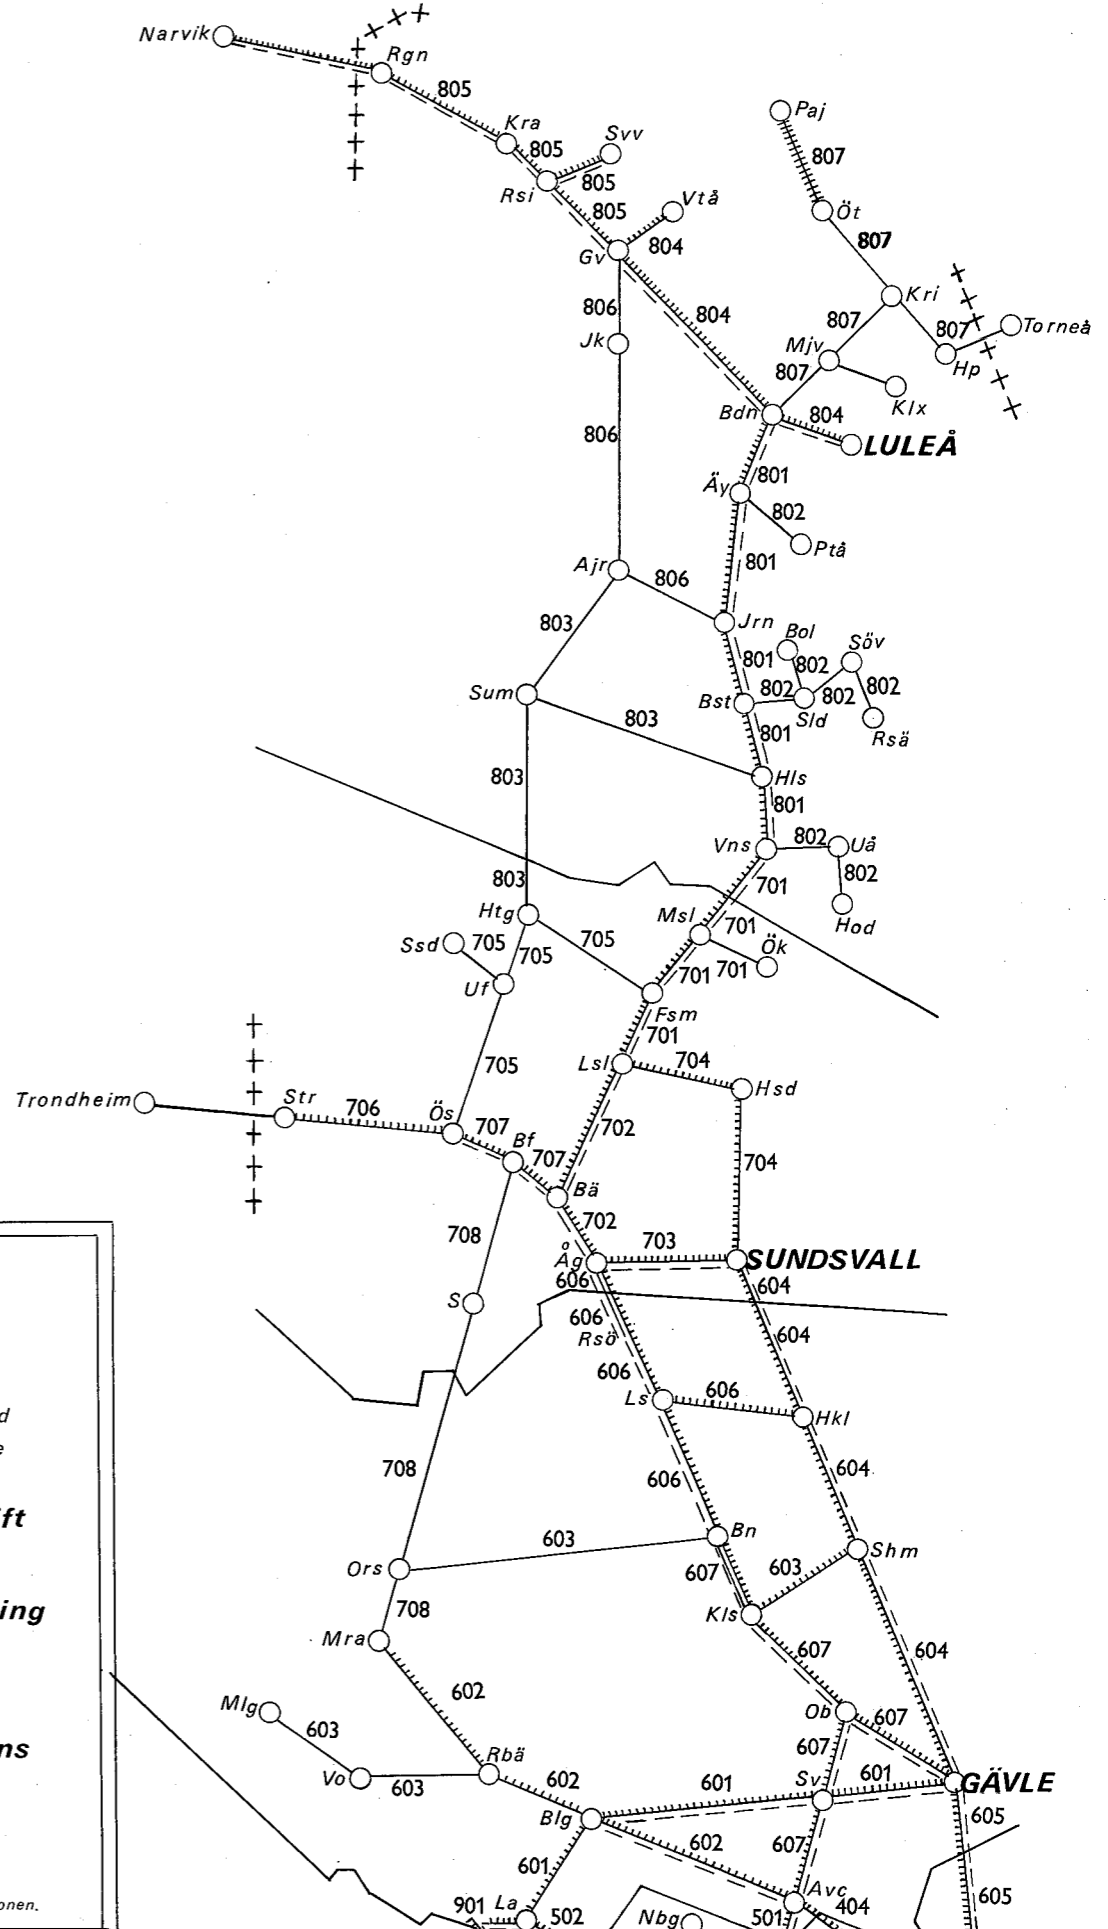 Narvik
Rgn
805
Kra
805
Svv
Rsi
805
805
Vtå
804
Gv
Paj
807
Öt
807
806
804
Kri
Jk
807
807
Torneå
Mjv
Hp
807
Klx
Bdn
804
LULEÅ
806
801
Äy
802
Ptå
801
Ajr
806
803
Jrn
Bol
Söv
801
802
802
Sum
802
802
Bst
Sld
803
801
Rsä
803
Hls
801
Vns
802
Uå
803
701
802
Htg
Msl
701
Hod
Ssd
705
705
705
Ök
Uf
701
701
Fsm
701
705
Lsl
704
Hsd
Trondheim
Str
706
Ös
707
Bf
702
707
704
Bä
702
708
Åg
703
SUNDSVALL
606
604
S
606
604
Rsö
606
Ls
606
Hkl
d
e
708
606
604
ift
603
Bn
Shm
Ors
607
603
ing
708
Kls
Mra
607
604
602
Mlg
Ob
607
603
607
ns
Rbä
Vo
603
602
601
Sv
601
GÄVLE
Blg
605
602
607
601
Avc
605
onen.
901
La
502
Nbg
501
404